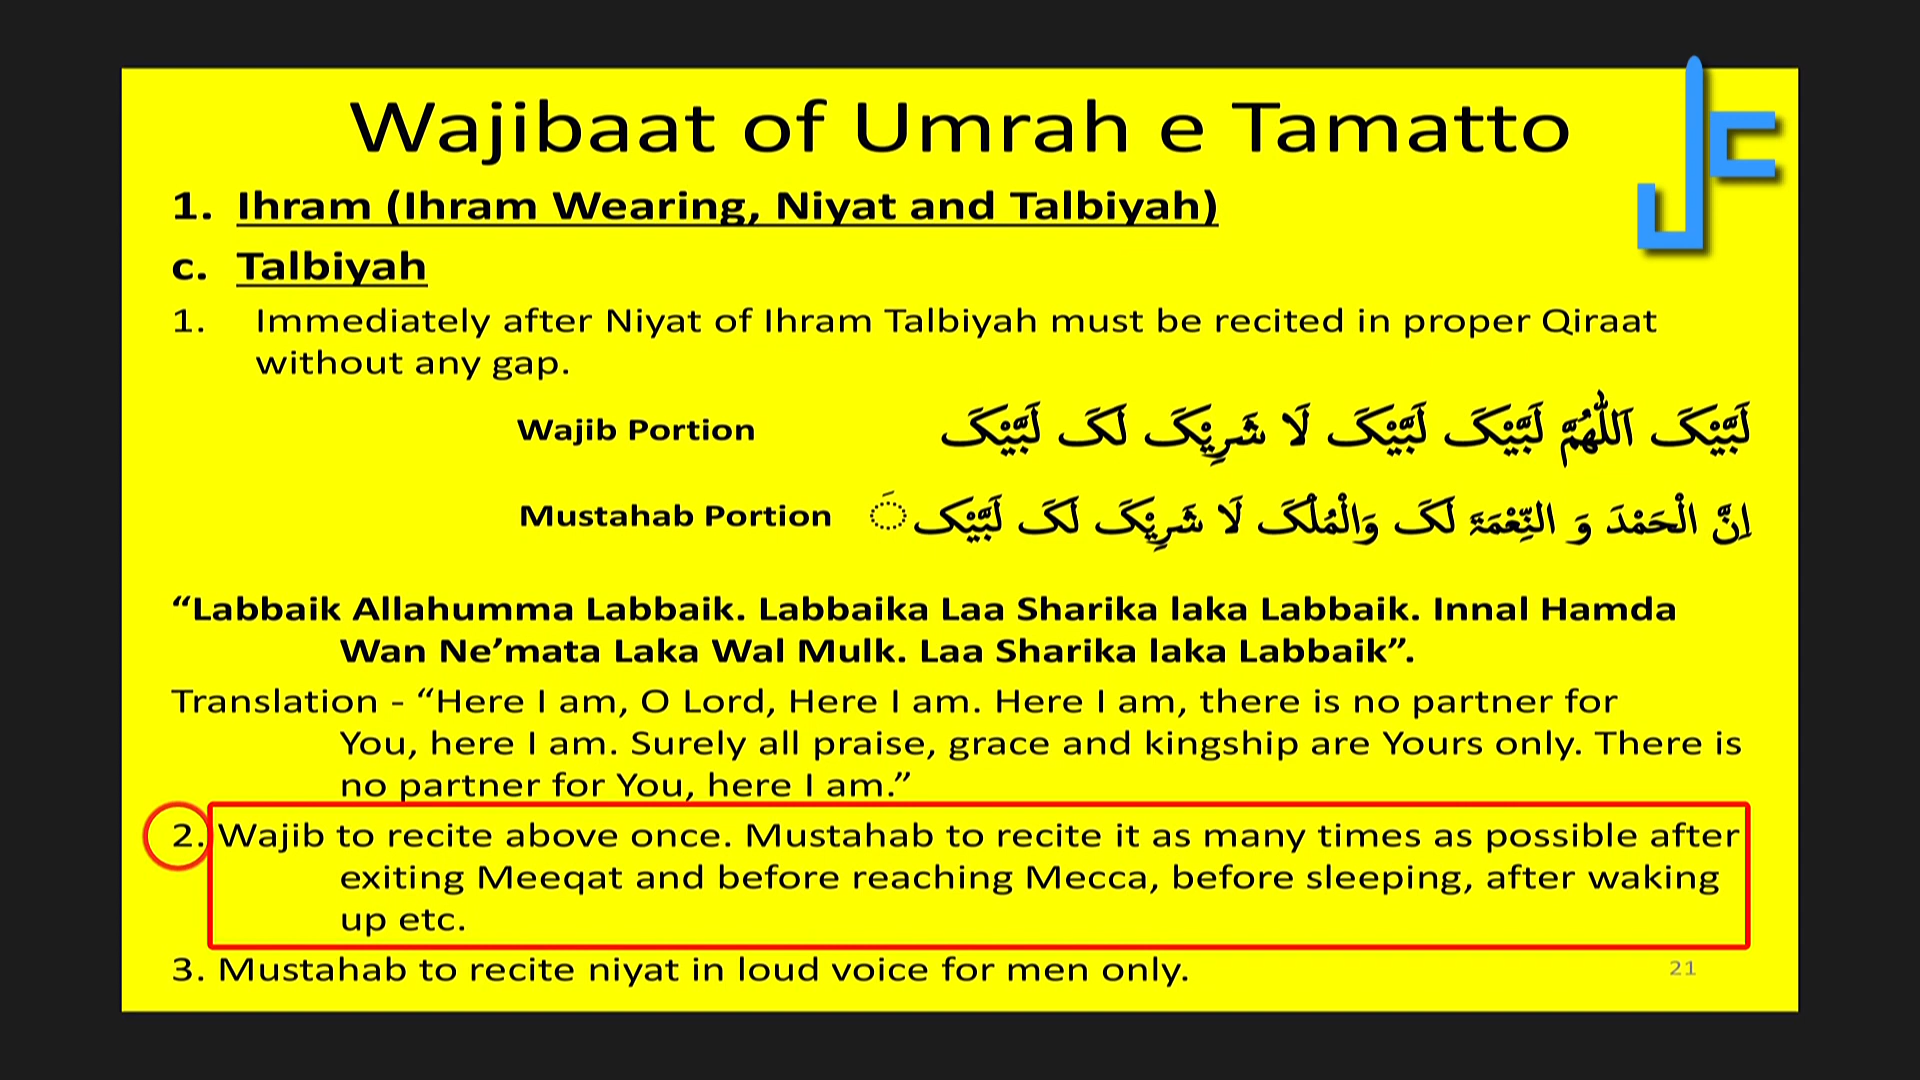 Wajibaat of Umrah e Tamatto
1. Ihram (Ihram Wearing, Niyat and Talbiyah)
c. Talbiyah
1. Immediately after Niyat of Ihram Talbiyah must be recited in proper Qiraat
without any gap.
Wajib Portion لَبَّیْکَ اَللّٰھُمَّ لَبَّیْکَ لَبَّیْکَ لَا شَرِیْکَ لَکَ لَبَّیْکَ
Mustahab Portion اِنَّ الْحَمْدَ وَ النِّعْمَةَ لَکَ وَالْمُلْکَ لَا شَرِیْکَ لَکَ لَبَّیْک َ
“Labbaik Allahumma Labbaik. Labbaika Laa Sharika laka Labbaik. Innal Hamda
Wan Ne’mata Laka Wal Mulk. Laa Sharika laka Labbaik”.
Translation - “Here I am, O Lord, Here I am. Here I am, there is no partner for
You, here I am. Surely all praise, grace and kingship are Yours only. There is
no partner for You, here I am.”
2. Wajib to recite above once. Mustahab to recite it as many times as possible after
exiting Meeqat and before reaching Mecca, before sleeping, after waking
up etc.
3. Mustahab to recite niyat in loud voice for men only.
21